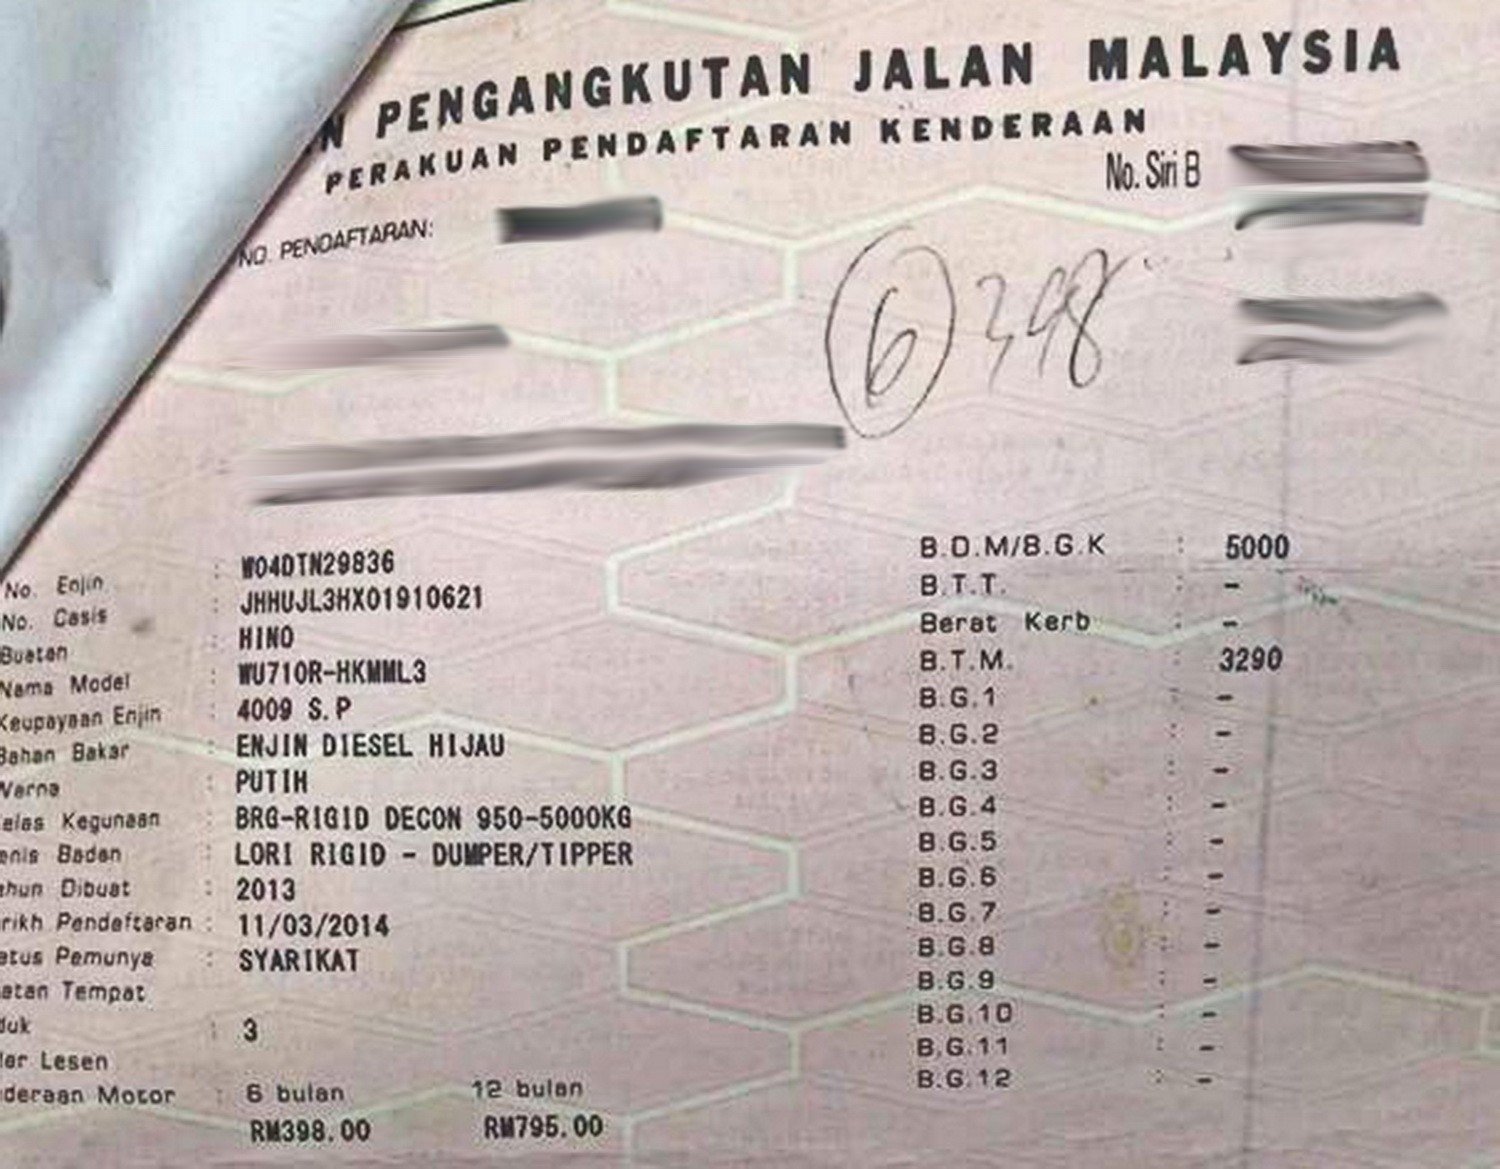 N PENGANGKUTAN JALAN MALAYSIA
PERAKUAN PENDAFTARAN KENDERAAN
No. Siri B
NO. PENDAFTARAN:
6 398
No. Enjin : W04DTN29836
No. Casis : JHHUJL3HX01910621
Buatan : HINO
Nama Model : WU710R-HKMML3
Keupayaan Enjin : 4009 S.P
Bahan Bakar : ENJIN DIESEL HIJAU
Warna : PUTIH
elas Kegunaan : BRG-RIGID DECON 950-5000KG
enis Badan : LORI RIGID - DUMPER/TIPPER
ahun Dibuat : 2013
rikh Pendaftaran : 11/03/2014
atus Pemunya : SYARIKAT
atan Tempat
duk : 3
dar Lesen
deraan Motor : 6 bulan 12 bulan
RM398.00 RM795.00
B.D.M/B.G.K : 5000
B.T.T. : -
Berat Kerb : -
B.T.M. : 3290
B.G.1 : -
B.G.2 : -
B.G.3 : -
B.G.4 : -
B.G.5 : -
B.G.6 : -
B.G.7 : -
B.G.8 : -
B.G.9 : -
B.G.10 : -
B.G.11 : -
B.G.12 : -